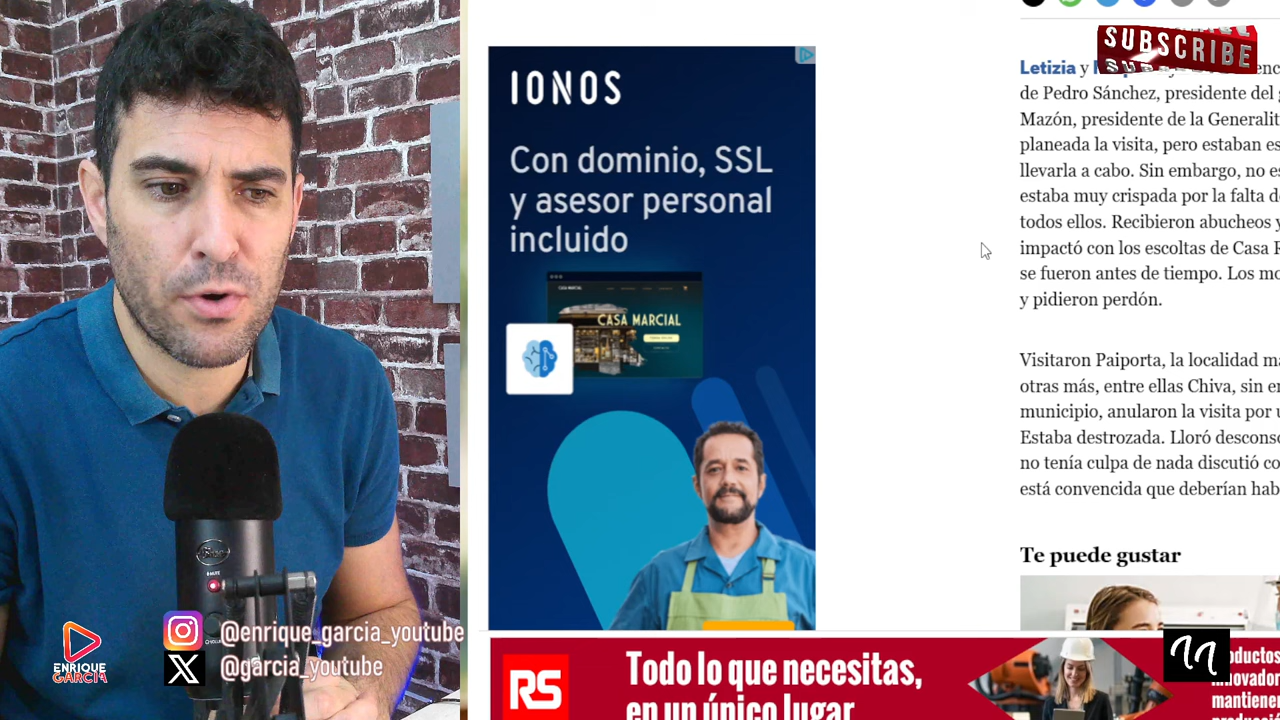 SUBSCRIBE
IONOS
Con dominio, SSL
y asesor personal
incluido
CASA MARCIAL
Letizia y
de Pedro Sánchez, presidente del
Mazón, presidente de la Generalit
planeada la visita, pero estaban es
llevarla a cabo. Sin embargo, no es
estaba muy crispada por la falta d
todos ellos. Recibieron abucheos y
impactó con los escoltas de Casa R
se fueron antes de tiempo. Los mo
y pidieron perdón.
Visitaron Paiporta, la localidad m
otras más, entre ellas Chiva, sin e
municipio, anularon la visita por
Estaba destrozada. Lloró descons
no tenía culpa de nada discutió co
está convencida que deberían hab
Te puede gustar
@enrique_garcia_youtube
@garcia_youtube
ENRIQUE
GARCIA
RS
Todo lo que necesitas,
en un único lugar